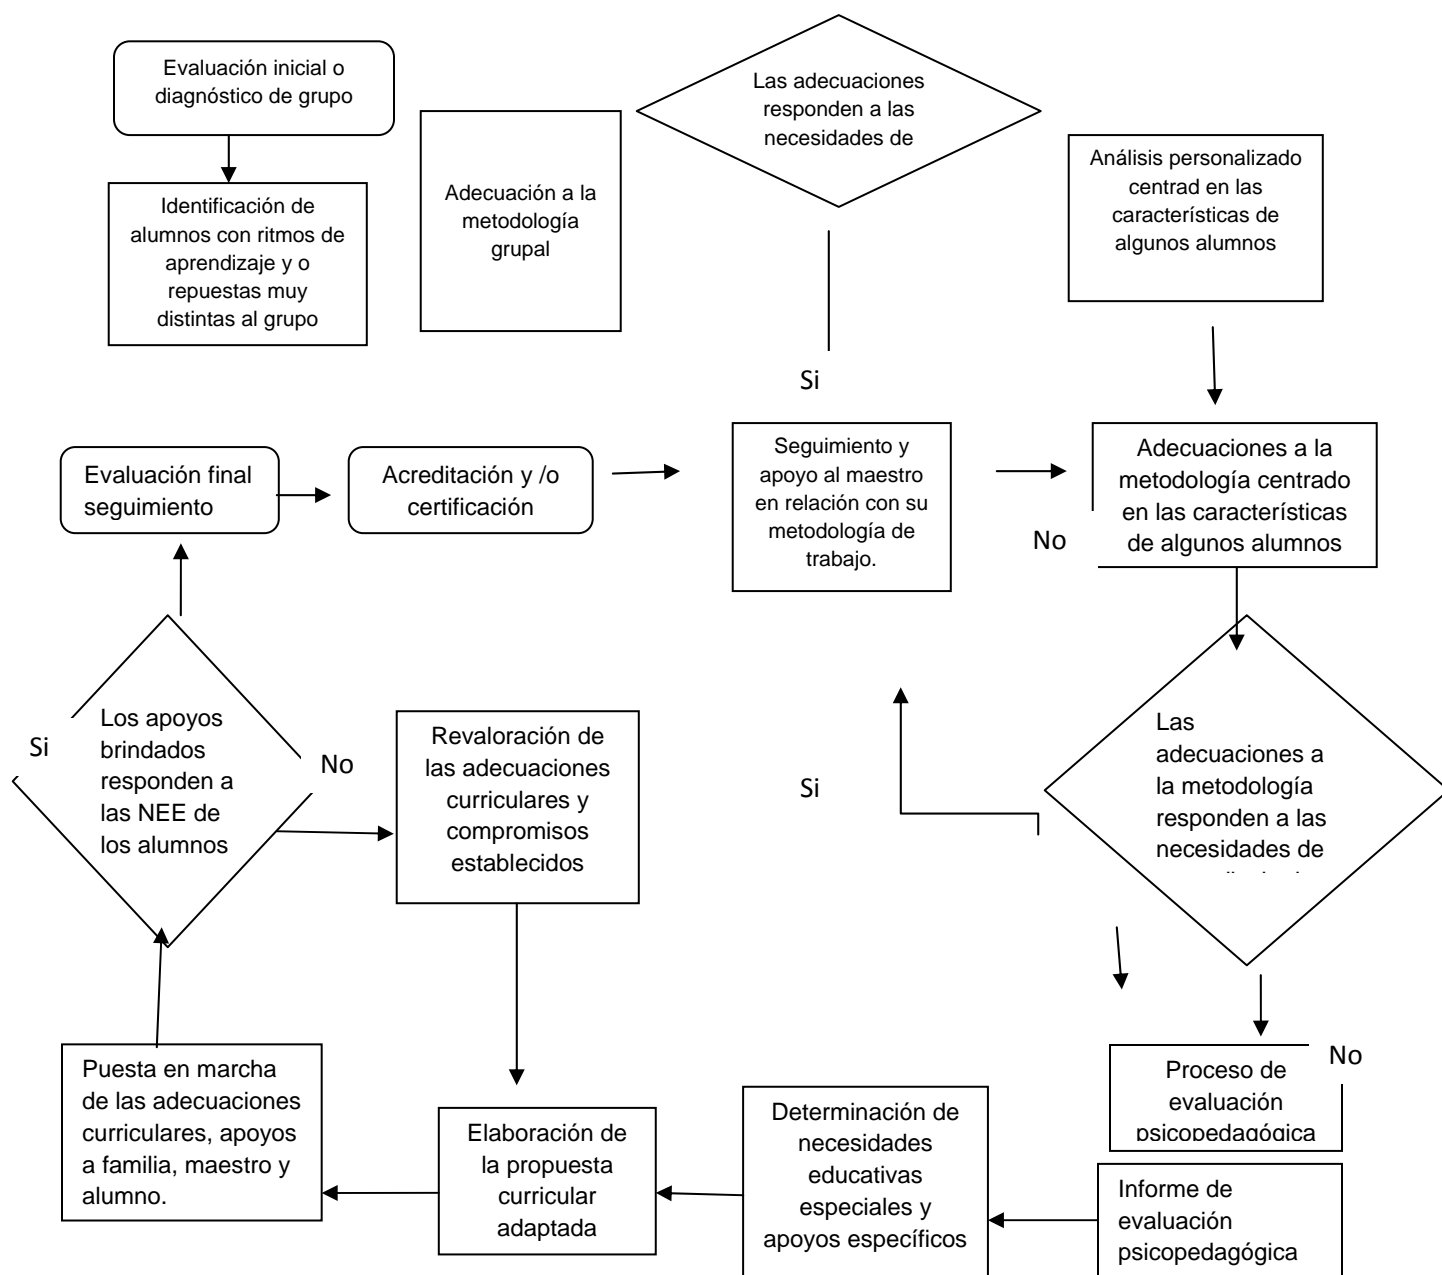 Evaluación inicial o
diagnóstico de grupo
Identificación de
alumnos con ritmos de
aprendizaje y o
repuestas muy
distintas al grupo
Adecuación a la
metodología
grupal
Las adecuaciones
responden a las
necesidades de
Análisis personalizado
centrad en las
características de
algunos alumnos
Si
Evaluación final
seguimiento
Acreditación y /o
certificación
Seguimiento y
apoyo al maestro
en relación con su
metodología de
trabajo.
No
Adecuaciones a la
metodología centrado
en las características
de algunos alumnos
Si
Los apoyos
brindados
responden a
las NEE de
los alumnos
No
Revaloración de
las adecuaciones
curriculares y
compromisos
establecidos
Si
Las
adecuaciones a
la metodología
responden a las
necesidades de
No
Proceso de
evaluación
psicopedagógica
Puesta en marcha
de las adecuaciones
curriculares, apoyos
a familia, maestro y
alumno.
Elaboración de
la propuesta
curricular
adaptada
Determinación de
necesidades
educativas
especiales y
apoyos específicos
Informe de
evaluación
psicopedagógica